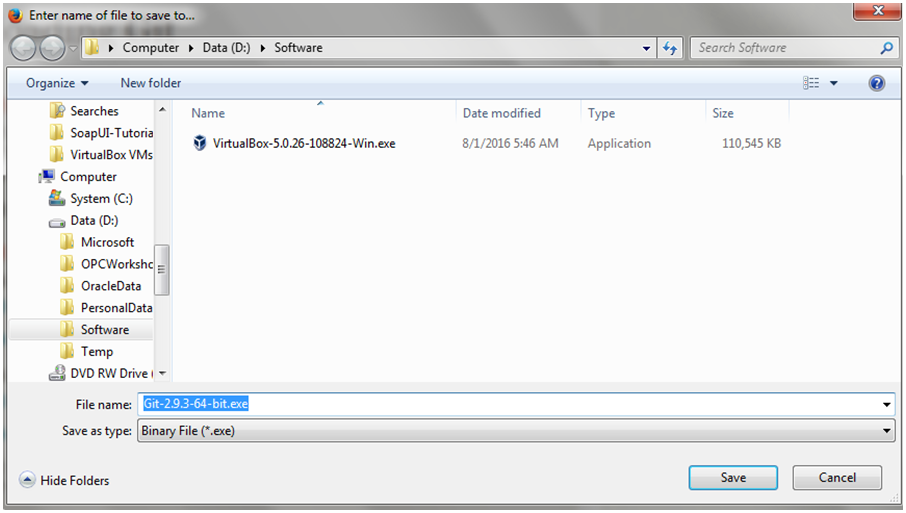 Enter name of file to save to...
Computer Data (D:) Software
Search Software
Organize New folder
Searches
SoapUI-Tutoria
VirtualBox VMs
Computer
System (C:)
Data (D:)
Microsoft
OPCWorksho
OracleData
PersonalData
Software
Temp
DVD RW Drive (
Name Date modified Type Size
VirtualBox-5.0.26-108824-Win.exe 8/1/2016 5:46 AM Application 110,545 KB
File name: Git-2.9.3-64-bit.exe
Save as type: Binary File (*.exe)
Hide Folders Save Cancel